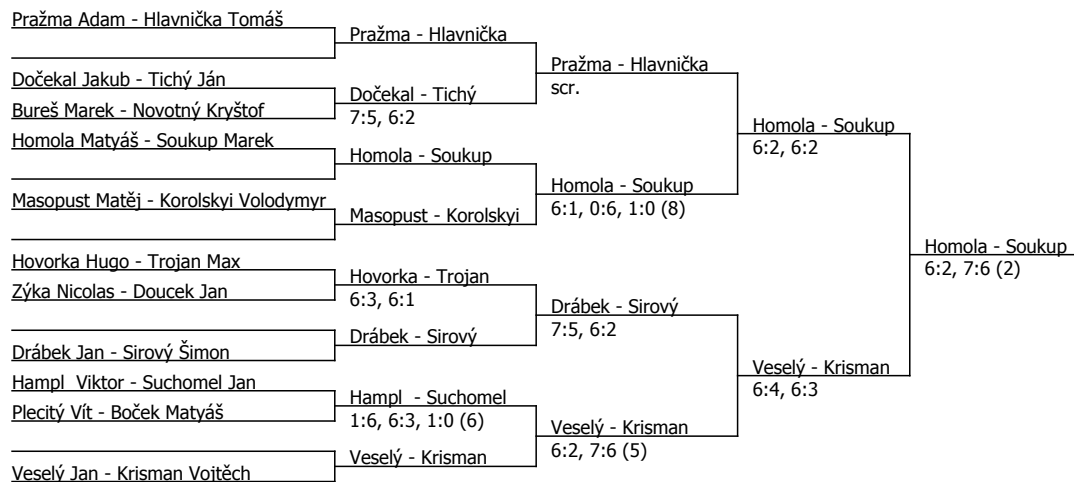 Pražma Adam - Hlavnička Tomáš
Dočekal Jakub - Tichý Ján
Bureš Marek - Novotný Kryštof
Homola Matyáš - Soukup Marek
Masopust Matěj - Korolskyi Volodymyr
Hovorka Hugo - Trojan Max
Zýka Nicolas - Doucek Jan
Drábek Jan - Sirový Šimon
Hampl  Viktor - Suchomel Jan
Plecitý Vít - Boček Matyáš
Veselý Jan - Krisman Vojtěch
Pražma - Hlavnička
Dočekal - Tichý
7:5, 6:2
Homola - Soukup
Masopust - Korolskyi
Hovorka - Trojan
6:3, 6:1
Drábek - Sirový
Hampl  - Suchomel
1:6, 6:3, 1:0 (6)
Veselý - Krisman
Pražma - Hlavnička
scr.
Homola - Soukup
6:1, 0:6, 1:0 (8)
Drábek - Sirový
7:5, 6:2
Veselý - Krisman
6:2, 7:6 (5)
Homola - Soukup
6:2, 6:2
Veselý - Krisman
6:4, 6:3
Homola - Soukup
6:2, 7:6 (2)